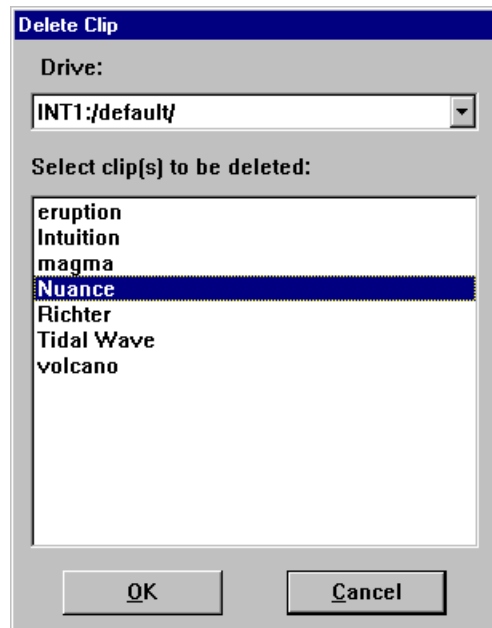 Delete Clip
Drive:
INT1:/default/
Select clip(s) to be deleted:
eruption
Intuition
magma
Nuance
Richter
Tidal Wave
volcano
OK
Cancel